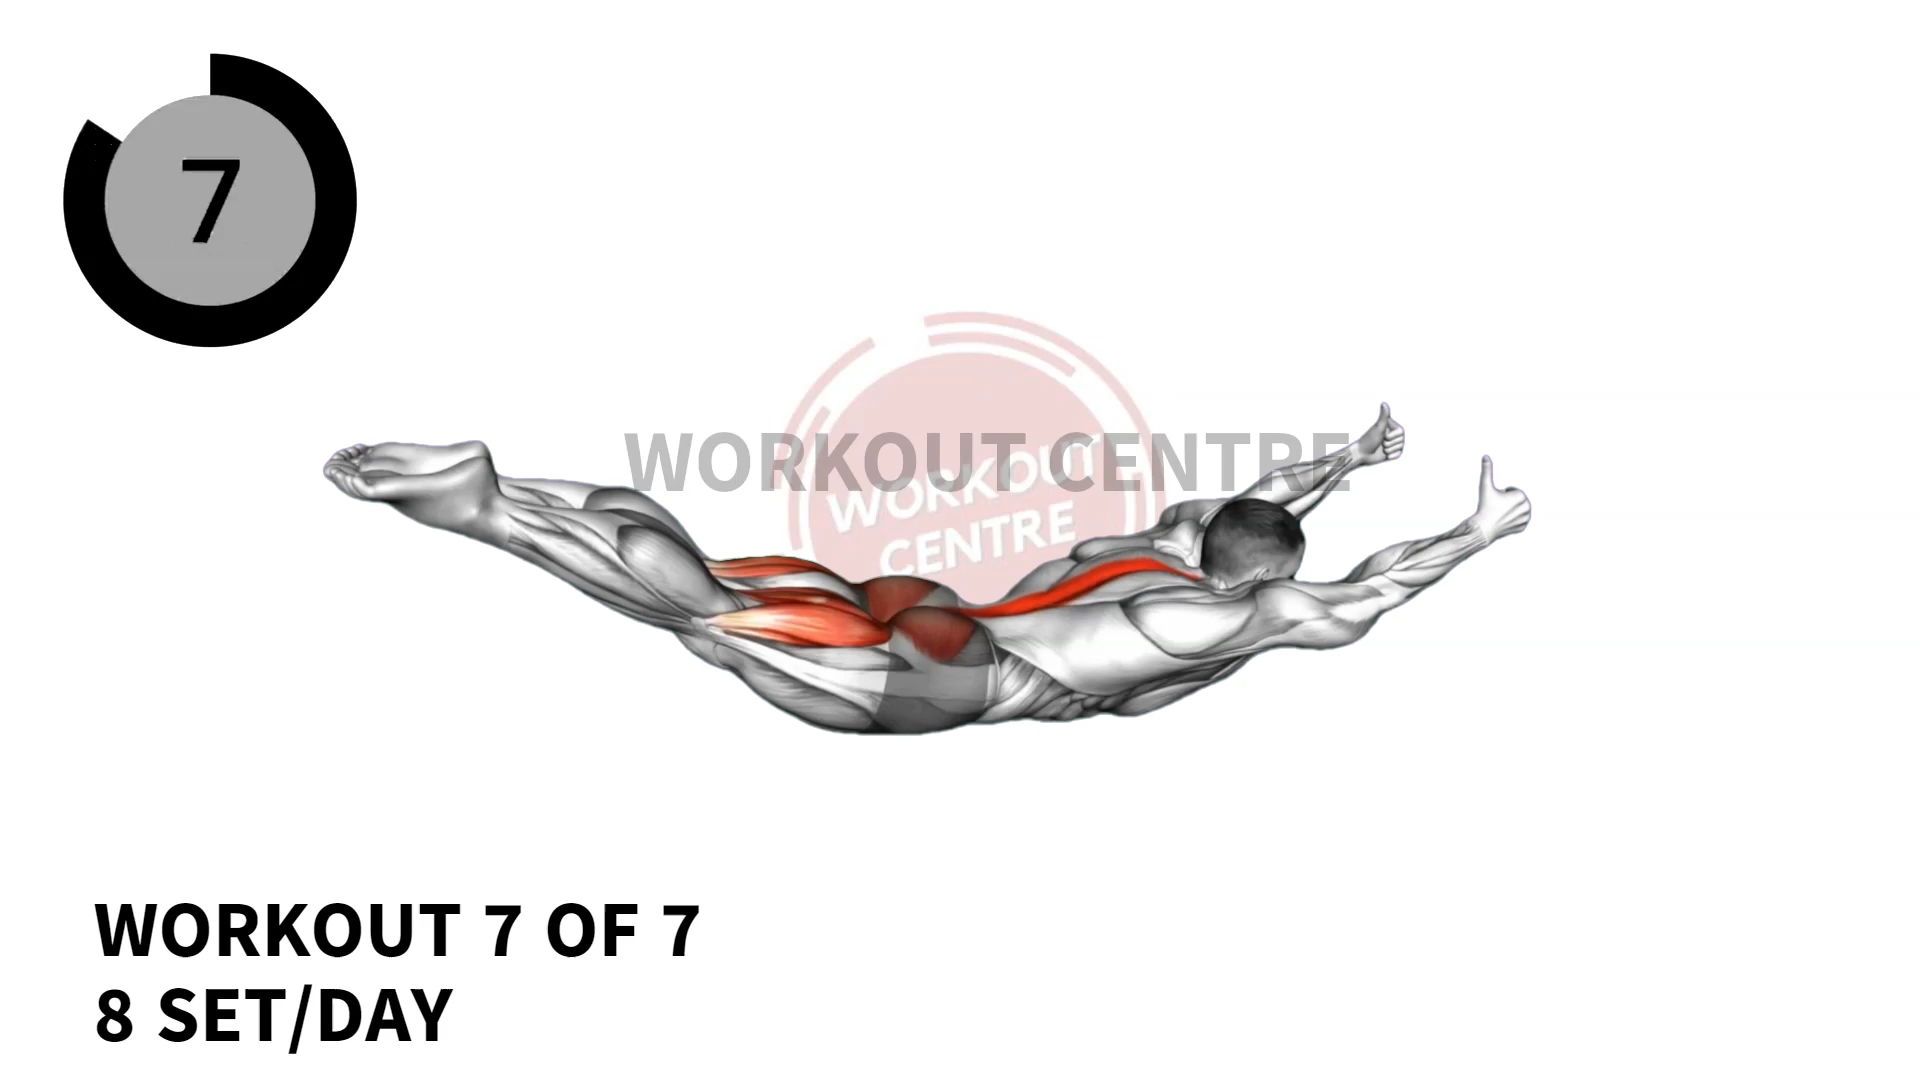 7
WORKOUT CENTRE
WORKOUT
CENTRE
WORKOUT 7 OF 7
8 SET/DAY